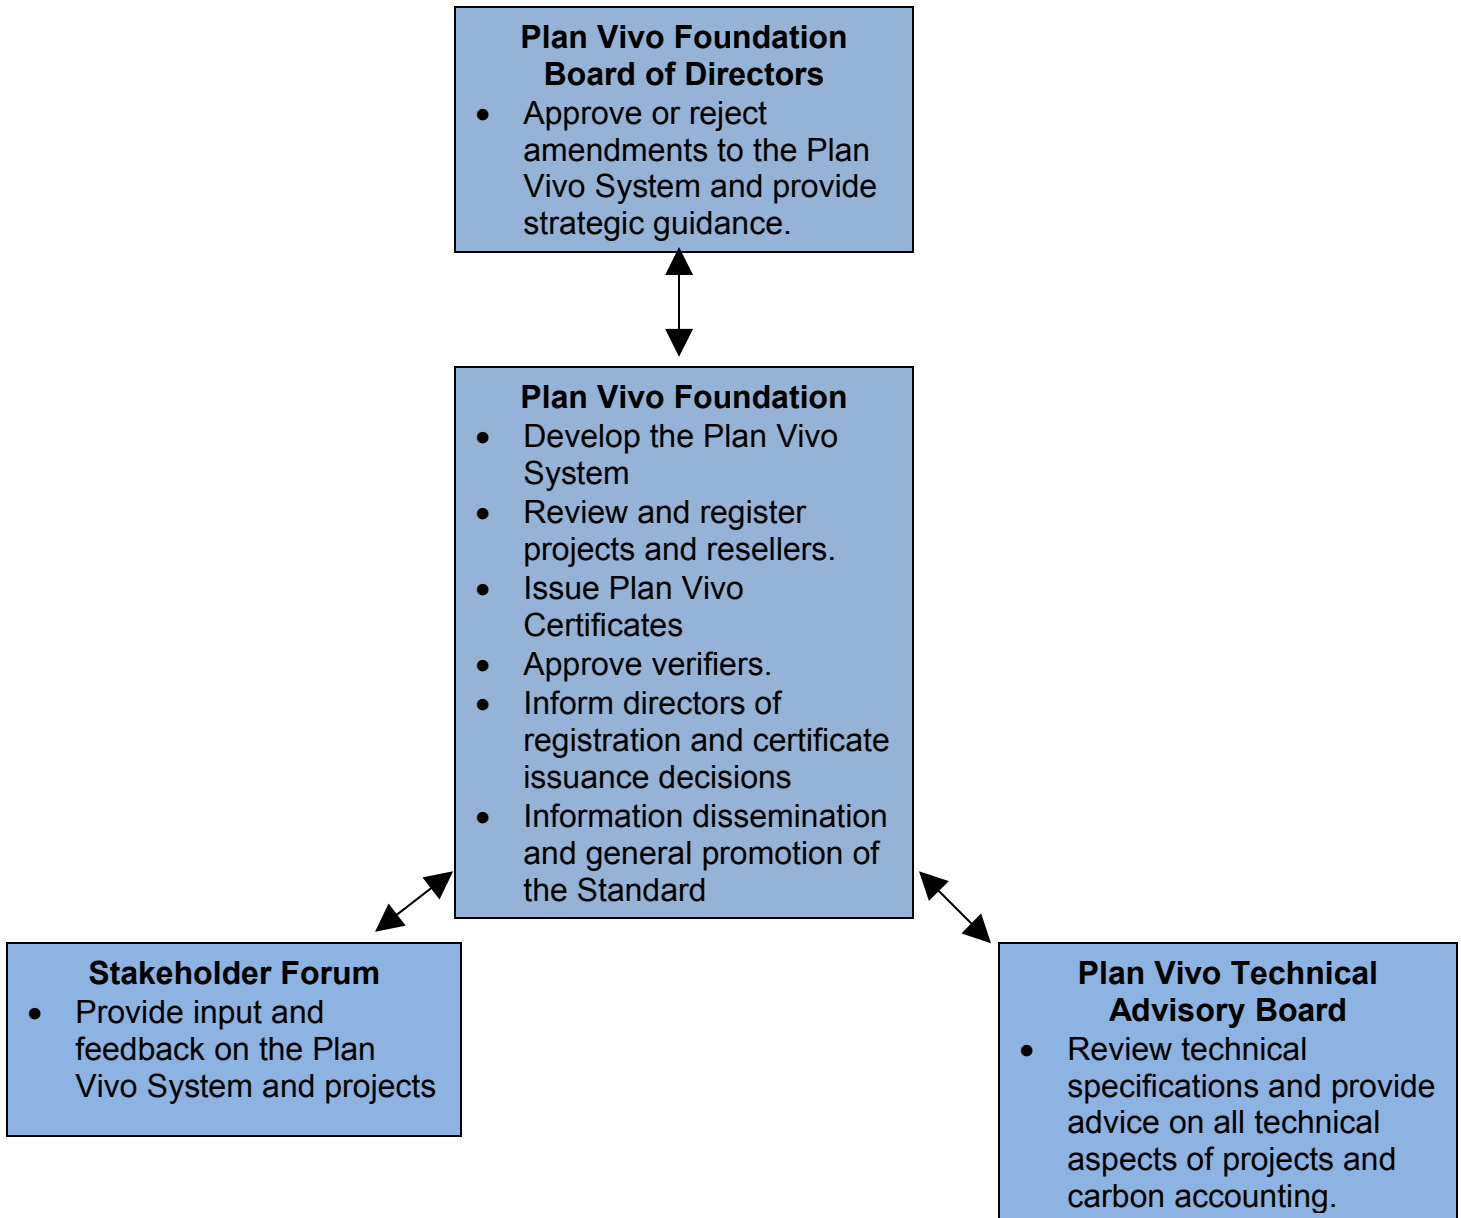 Plan Vivo Foundation
Board of Directors
• Approve or reject
amendments to the Plan
Vivo System and provide
strategic guidance.
Plan Vivo Foundation
• Develop the Plan Vivo
System
• Review and register
projects and resellers.
• Issue Plan Vivo
Certificates
• Approve verifiers.
• Inform directors of
registration and certificate
issuance decisions
• Information dissemination
and general promotion of
the Standard
Stakeholder Forum
• Provide input and
feedback on the Plan
Vivo System and projects
Plan Vivo Technical
Advisory Board
• Review technical
specifications and provide
advice on all technical
aspects of projects and
carbon accounting.